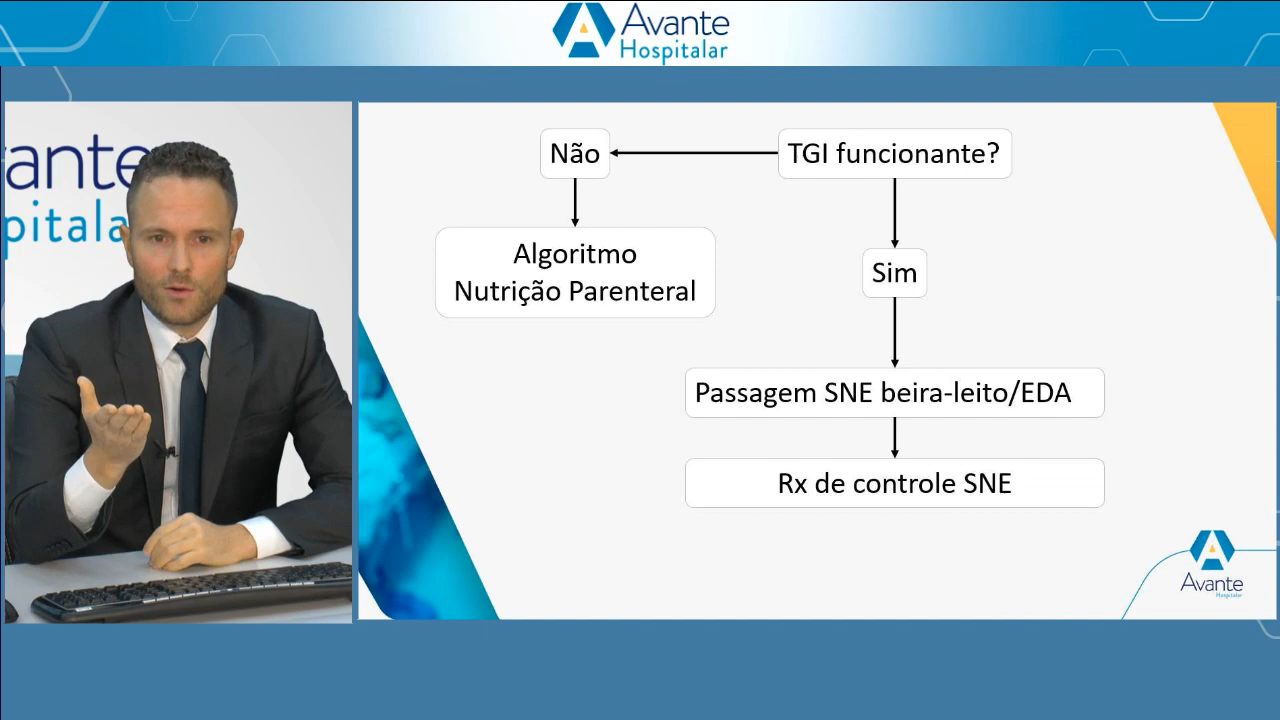 Avante
Hospitalar
vante
pitala
Não
TGI funcionante?
Algoritmo
Nutrição Parenteral
Sim
Passagem SNE beira-leito/EDA
Rx de controle SNE
Avante
Hospitalar